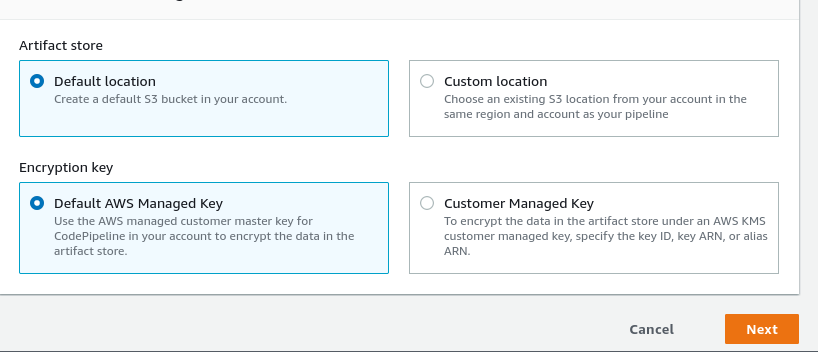 Artifact store
Default location
Create a default S3 bucket in your account.
Custom location
Choose an existing S3 location from your account in the
same region and account as your pipeline
Encryption key
Default AWS Managed Key
Use the AWS managed customer master key for
CodePipeline in your account to encrypt the data in the
artifact store.
Customer Managed Key
To encrypt the data in the artifact store under an AWS KMS
customer managed key, specify the key ID, key ARN, or alias
ARN.
Cancel
Next